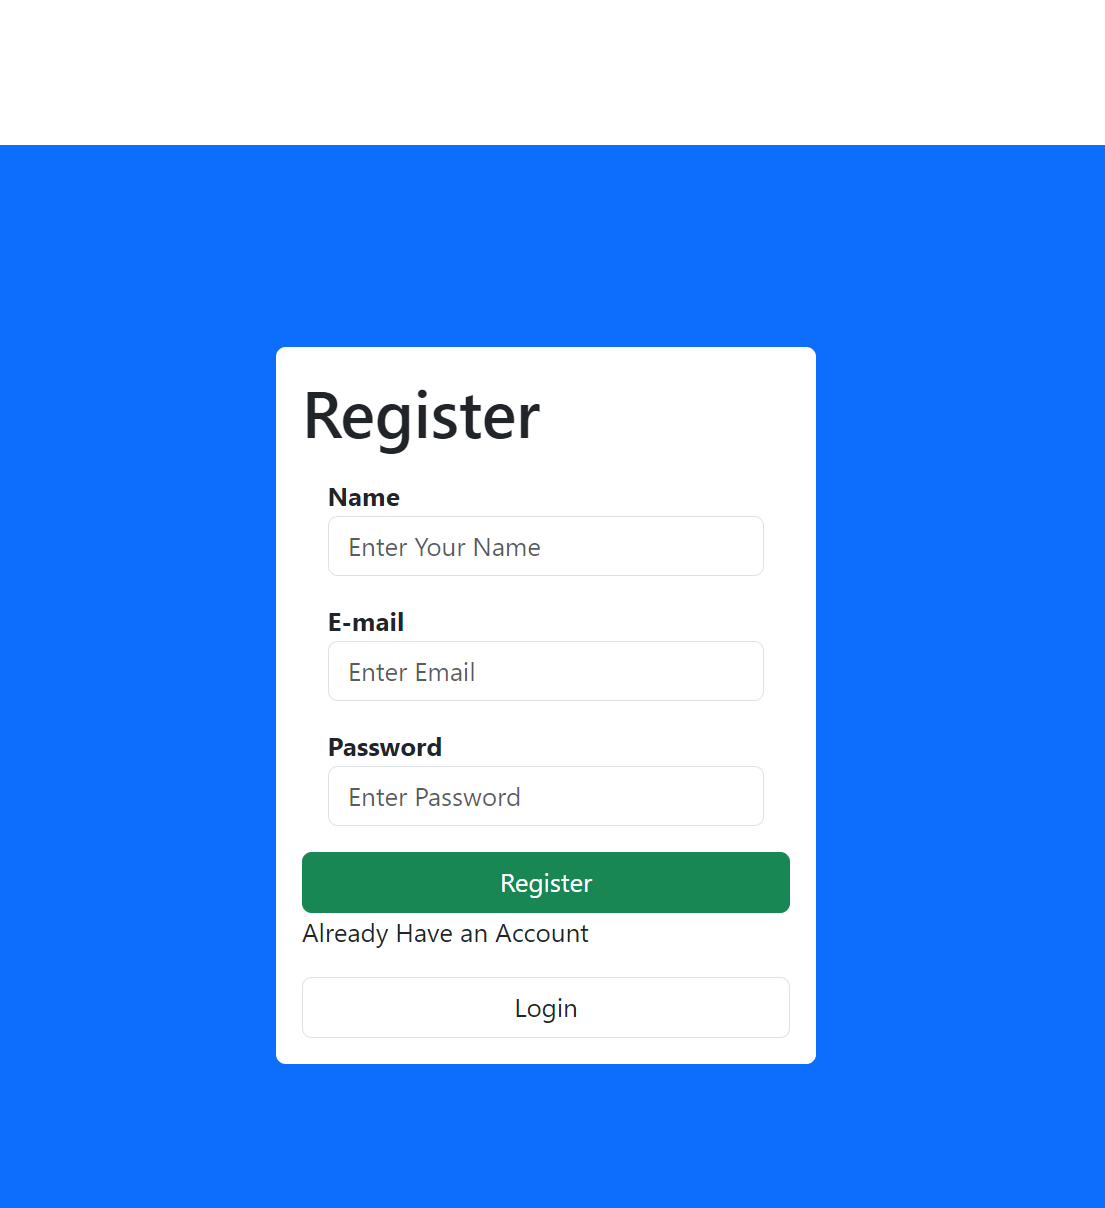 Register
Name
Enter Your Name
E-mail
Enter Email
Password
Enter Password
Register
Already Have an Account
Login